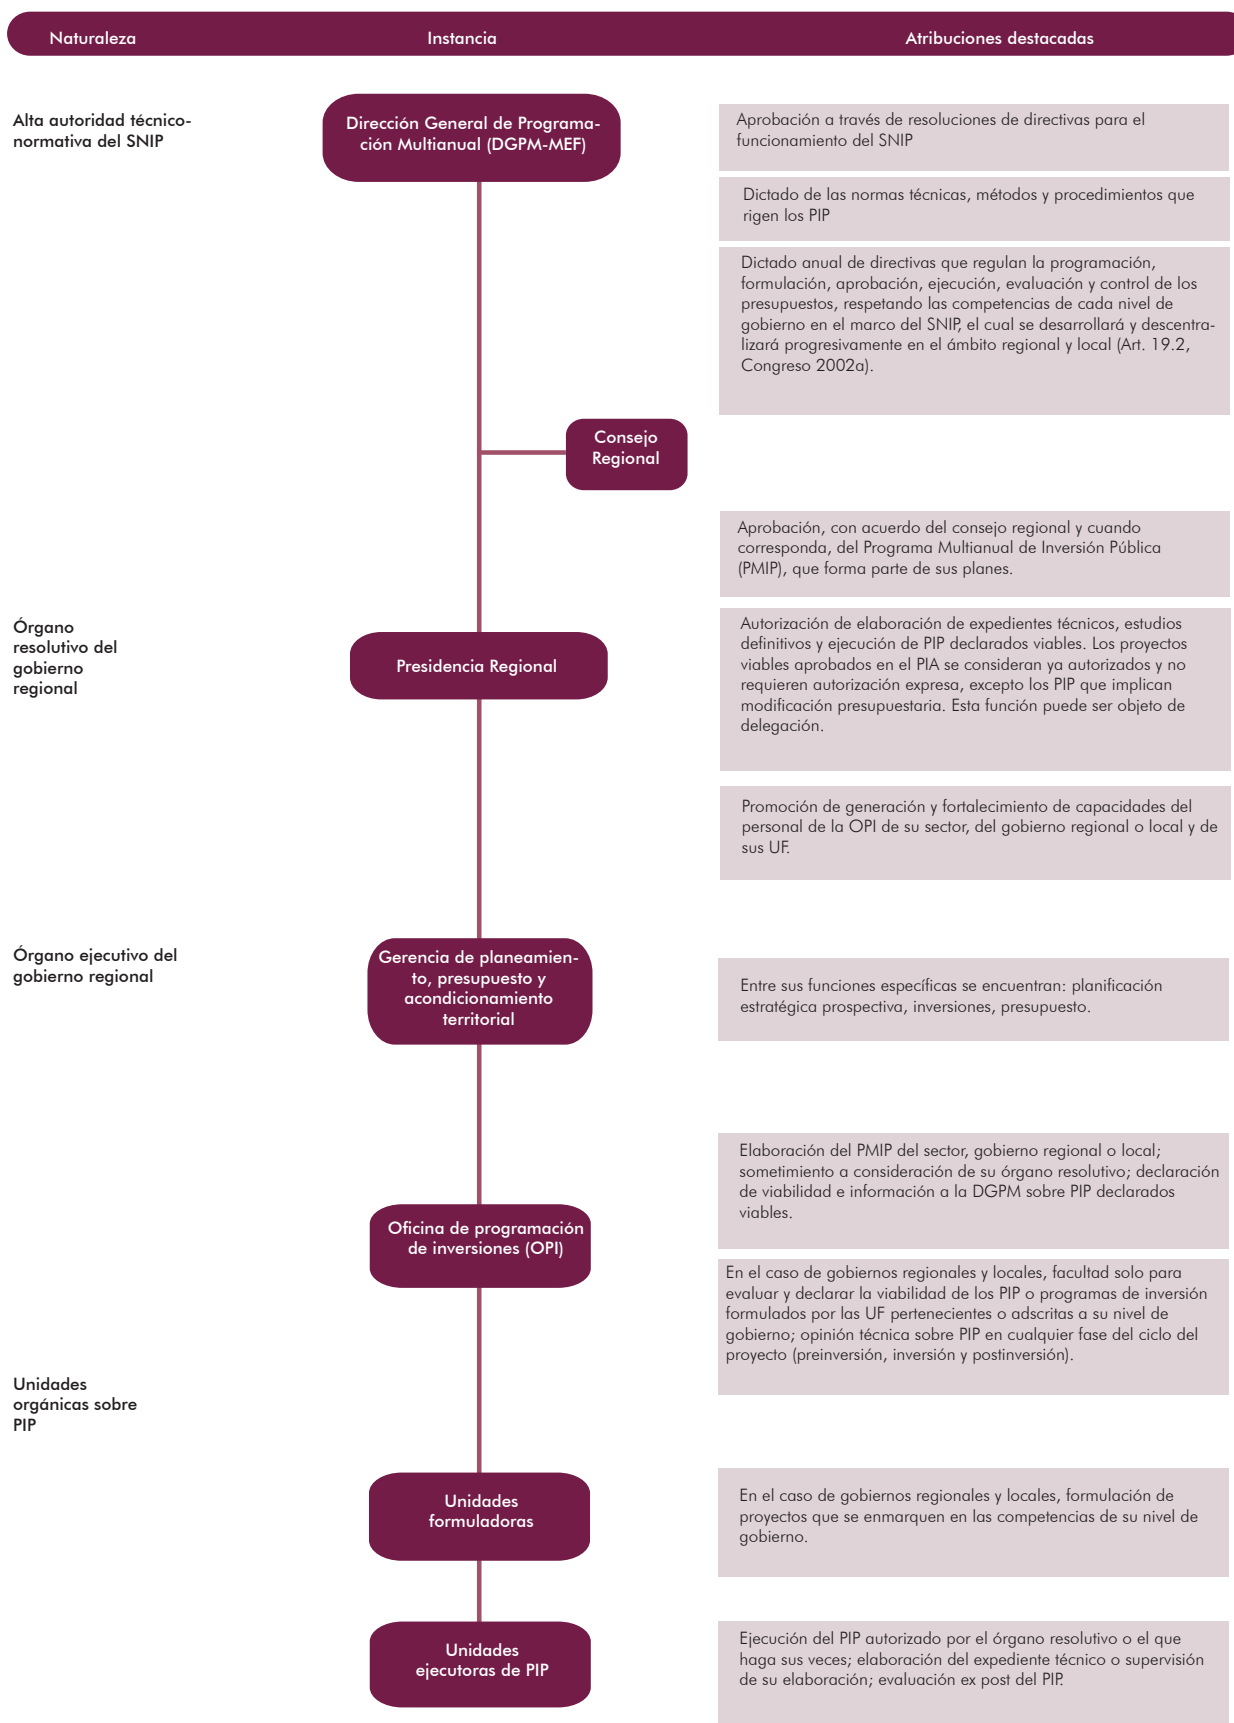 Naturaleza
Instancia
Atribuciones destacadas
Alta autoridad técnico-
normativa del SNIP
Dirección General de Programa-
ción Multianual (DGPM-MEF)
Aprobación a través de resoluciones de directivas para el
funcionamiento del SNIP
Dictado de las normas técnicas, métodos y procedimientos que
rigen los PIP
Dictado anual de directivas que regulan la programación,
formulación, aprobación, ejecución, evaluación y control de los
presupuestos, respetando las competencias de cada nivel de
gobierno en el marco del SNIP, el cual se desarrollará y descentra-
lizará progresivamente en el ámbito regional y local (Art. 19.2,
Congreso 2002a).
Consejo
Regional
Aprobación, con acuerdo del consejo regional y cuando
corresponda, del Programa Multianual de Inversión Pública
(PMIP), que forma parte de sus planes.
Órgano
resolutivo del
gobierno
regional
Presidencia Regional
Autorización de elaboración de expedientes técnicos, estudios
definitivos y ejecución de PIP declarados viables. Los proyectos
viables aprobados en el PIA se consideran ya autorizados y no
requieren autorización expresa, excepto los PIP que implican
modificación presupuestaria. Esta función puede ser objeto de
delegación.
Promoción de generación y fortalecimiento de capacidades del
personal de la OPI de su sector, del gobierno regional o local y de
sus UF.
Órgano ejecutivo del
gobierno regional
Gerencia de planeamien-
to, presupuesto y
acondicionamiento
territorial
Entre sus funciones específicas se encuentran: planificación
estratégica prospectiva, inversiones, presupuesto.
Elaboración del PMIP del sector, gobierno regional o local;
sometimiento a consideración de su órgano resolutivo; declaración
de viabilidad e información a la DGPM sobre PIP declarados
viables.
Oficina de programación
de inversiones (OPI)
En el caso de gobiernos regionales y locales, facultad solo para
evaluar y declarar la viabilidad de los PIP o programas de inversión
formulados por las UF pertenecientes o adscritas a su nivel de
gobierno; opinión técnica sobre PIP en cualquier fase del ciclo del
proyecto (preinversión, inversión y postinversión).
Unidades
orgánicas sobre
PIP
Unidades
formuladoras
En el caso de gobiernos regionales y locales, formulación de
proyectos que se enmarquen en las competencias de su nivel de
gobierno.
Unidades
ejecutoras de PIP
Ejecución del PIP autorizado por el órgano resolutivo o el que
haga sus veces; elaboración del expediente técnico o supervisión
de su elaboración; evaluación ex post del PIP.